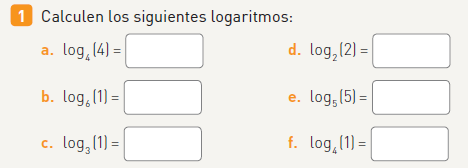 1 Calculen los siguientes logaritmos:
a. log₄(4) =
d. log₂(2) =
b. log₆(1) =
e. log₅(5) =
c. log₃(1) =
f. log₄(1) =